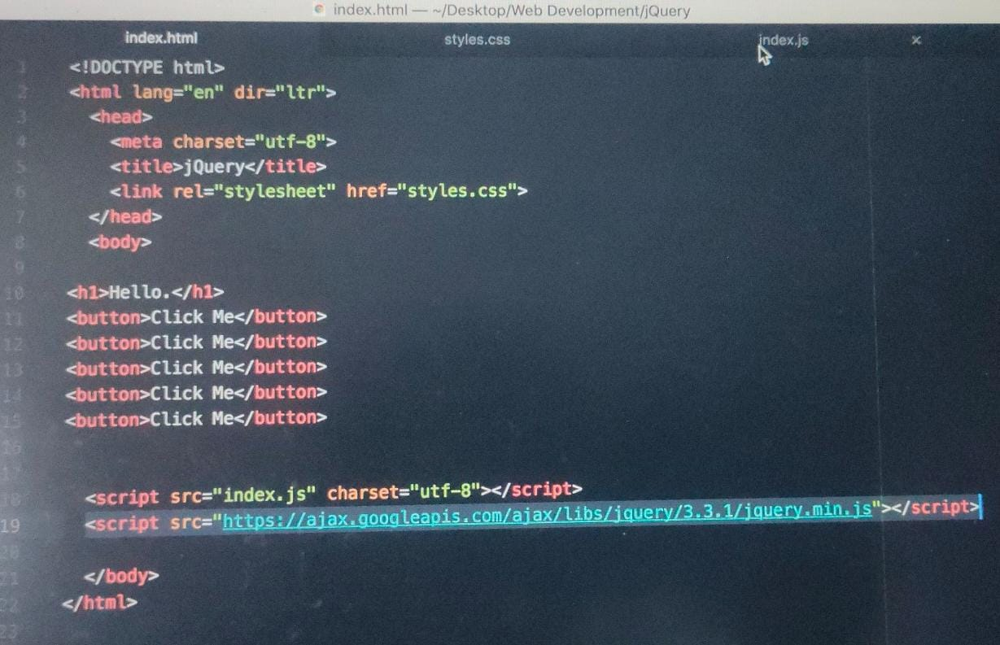 index.html — ~/Desktop/Web Development/jQuery
index.html styles.css index.js ×
1 <!DOCTYPE html>
2 <html lang="en" dir="ltr">
3 <head>
4 <meta charset="utf-8">
5 <title>jQuery</title>
6 <link rel="stylesheet" href="styles.css">
7 </head>
8 <body>
9
10 <h1>Hello.</h1>
11 <button>Click Me</button>
12 <button>Click Me</button>
13 <button>Click Me</button>
14 <button>Click Me</button>
15 <button>Click Me</button>
16
17
18 <script src="index.js" charset="utf-8"></script>
19 <script src="https://ajax.googleapis.com/ajax/libs/jquery/3.3.1/jquery.min.js"></script>
20
21 </body>
22 </html>
23